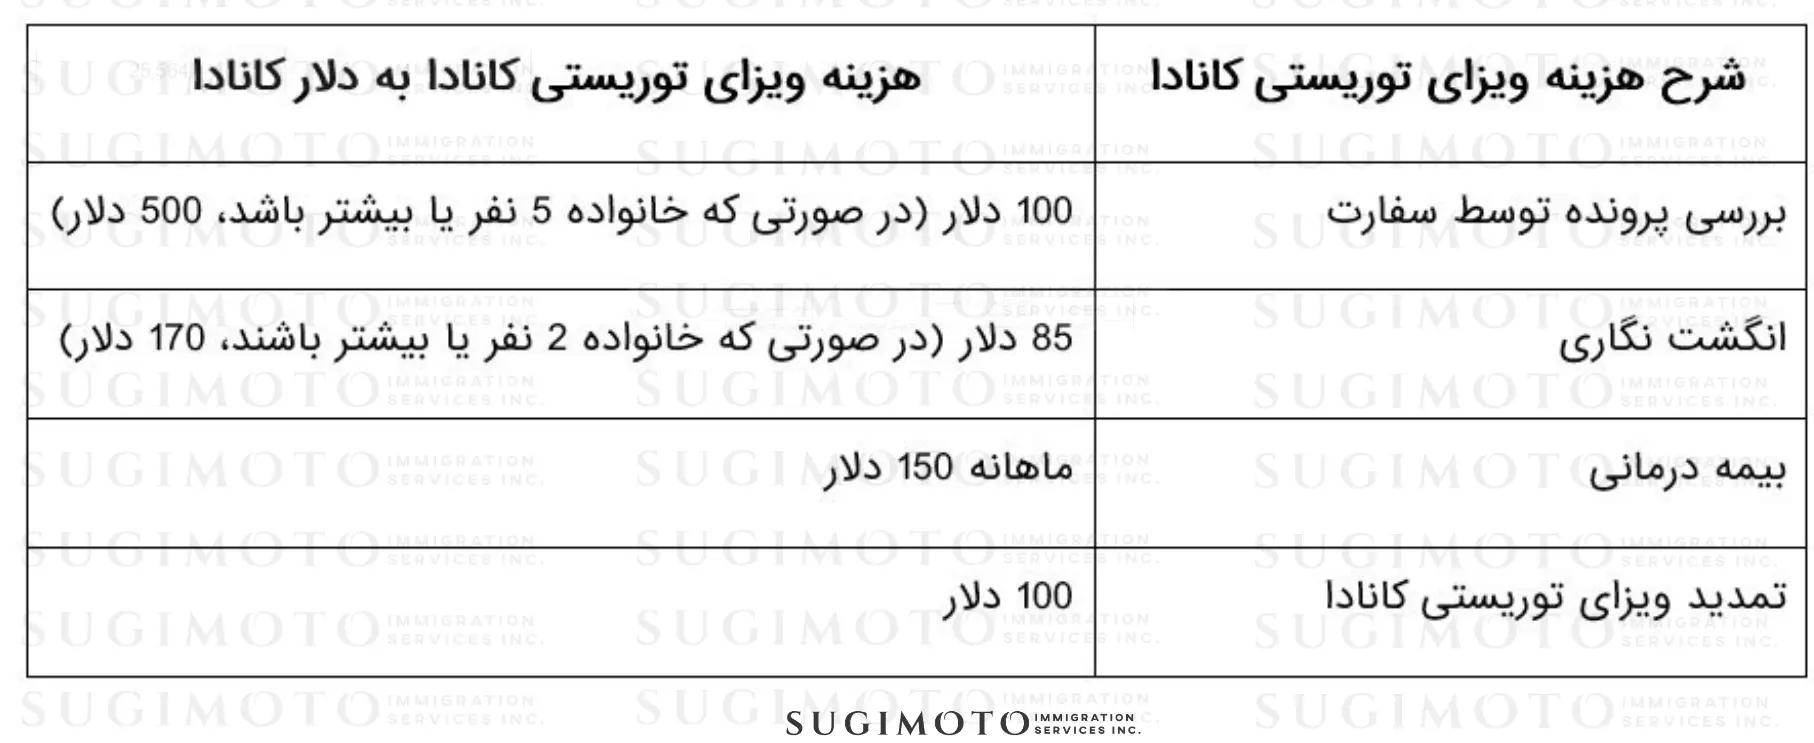 شرح هزینه ویزای توریستی کانادا
هزینه ویزای توریستی کانادا به دلار کانادا
بررسی پرونده توسط سفارت
100 دلار (در صورتی که خانواده 5 نفر یا بیشتر باشد، 500 دلار)
انگشت نگاری
85 دلار (در صورتی که خانواده 2 نفر یا بیشتر باشند، 170 دلار)
بیمه درمانی
ماهانه 150 دلار
تمدید ویزای توریستی کانادا
100 دلار
SUGIMOTO IMMIGRATION SERVICES INC.